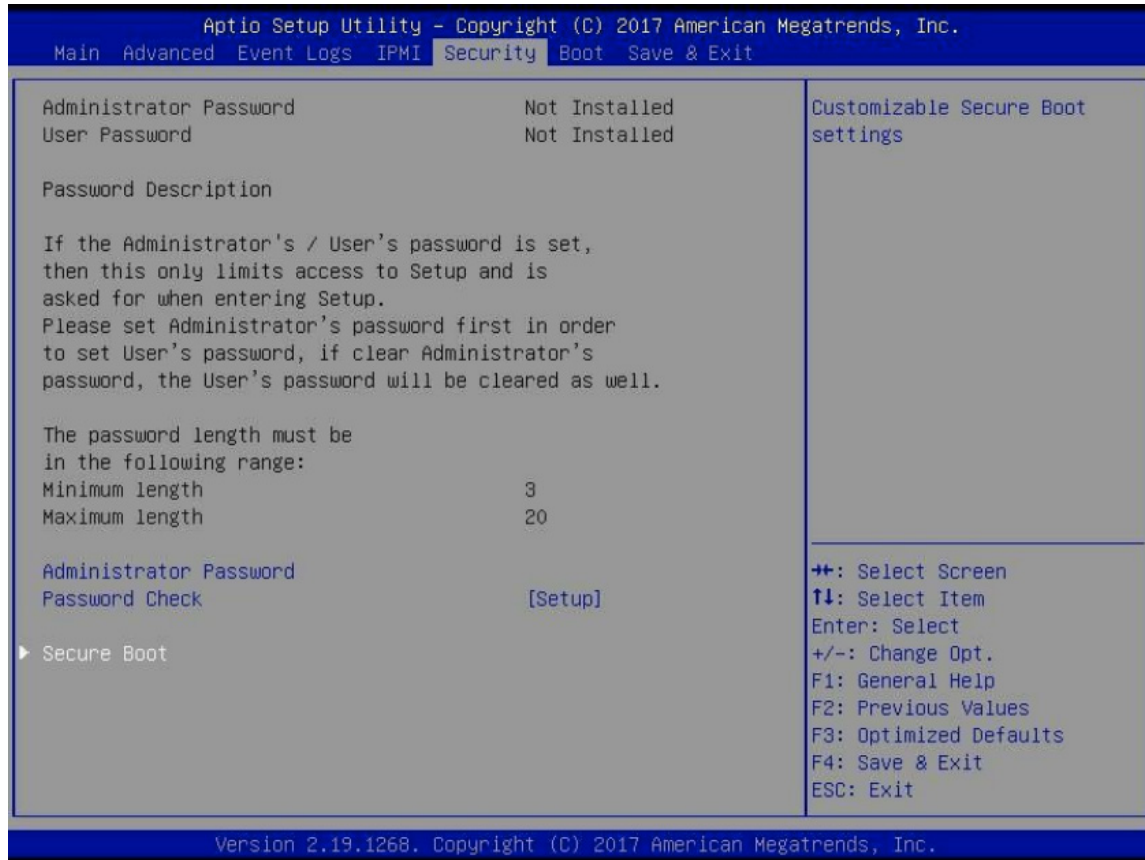 Aptio Setup Utility – Copyright (C) 2017 American Megatrends, Inc.
Main Advanced Event Logs IPMI Security Boot Save & Exit
Administrator Password Not Installed
User Password Not Installed
Password Description
If the Administrator's / User's password is set,
then this only limits access to Setup and is
asked for when entering Setup.
Please set Administrator's password first in order
to set User's password, if clear Administrator's
password, the User's password will be cleared as well.
The password length must be
in the following range:
Minimum length 3
Maximum length 20
Administrator Password
Password Check [Setup]
Secure Boot
Customizable Secure Boot
settings
→←: Select Screen
↑↓: Select Item
Enter: Select
+/-: Change Opt.
F1: General Help
F2: Previous Values
F3: Optimized Defaults
F4: Save & Exit
ESC: Exit
Version 2.19.1268. Copyright (C) 2017 American Megatrends, Inc.